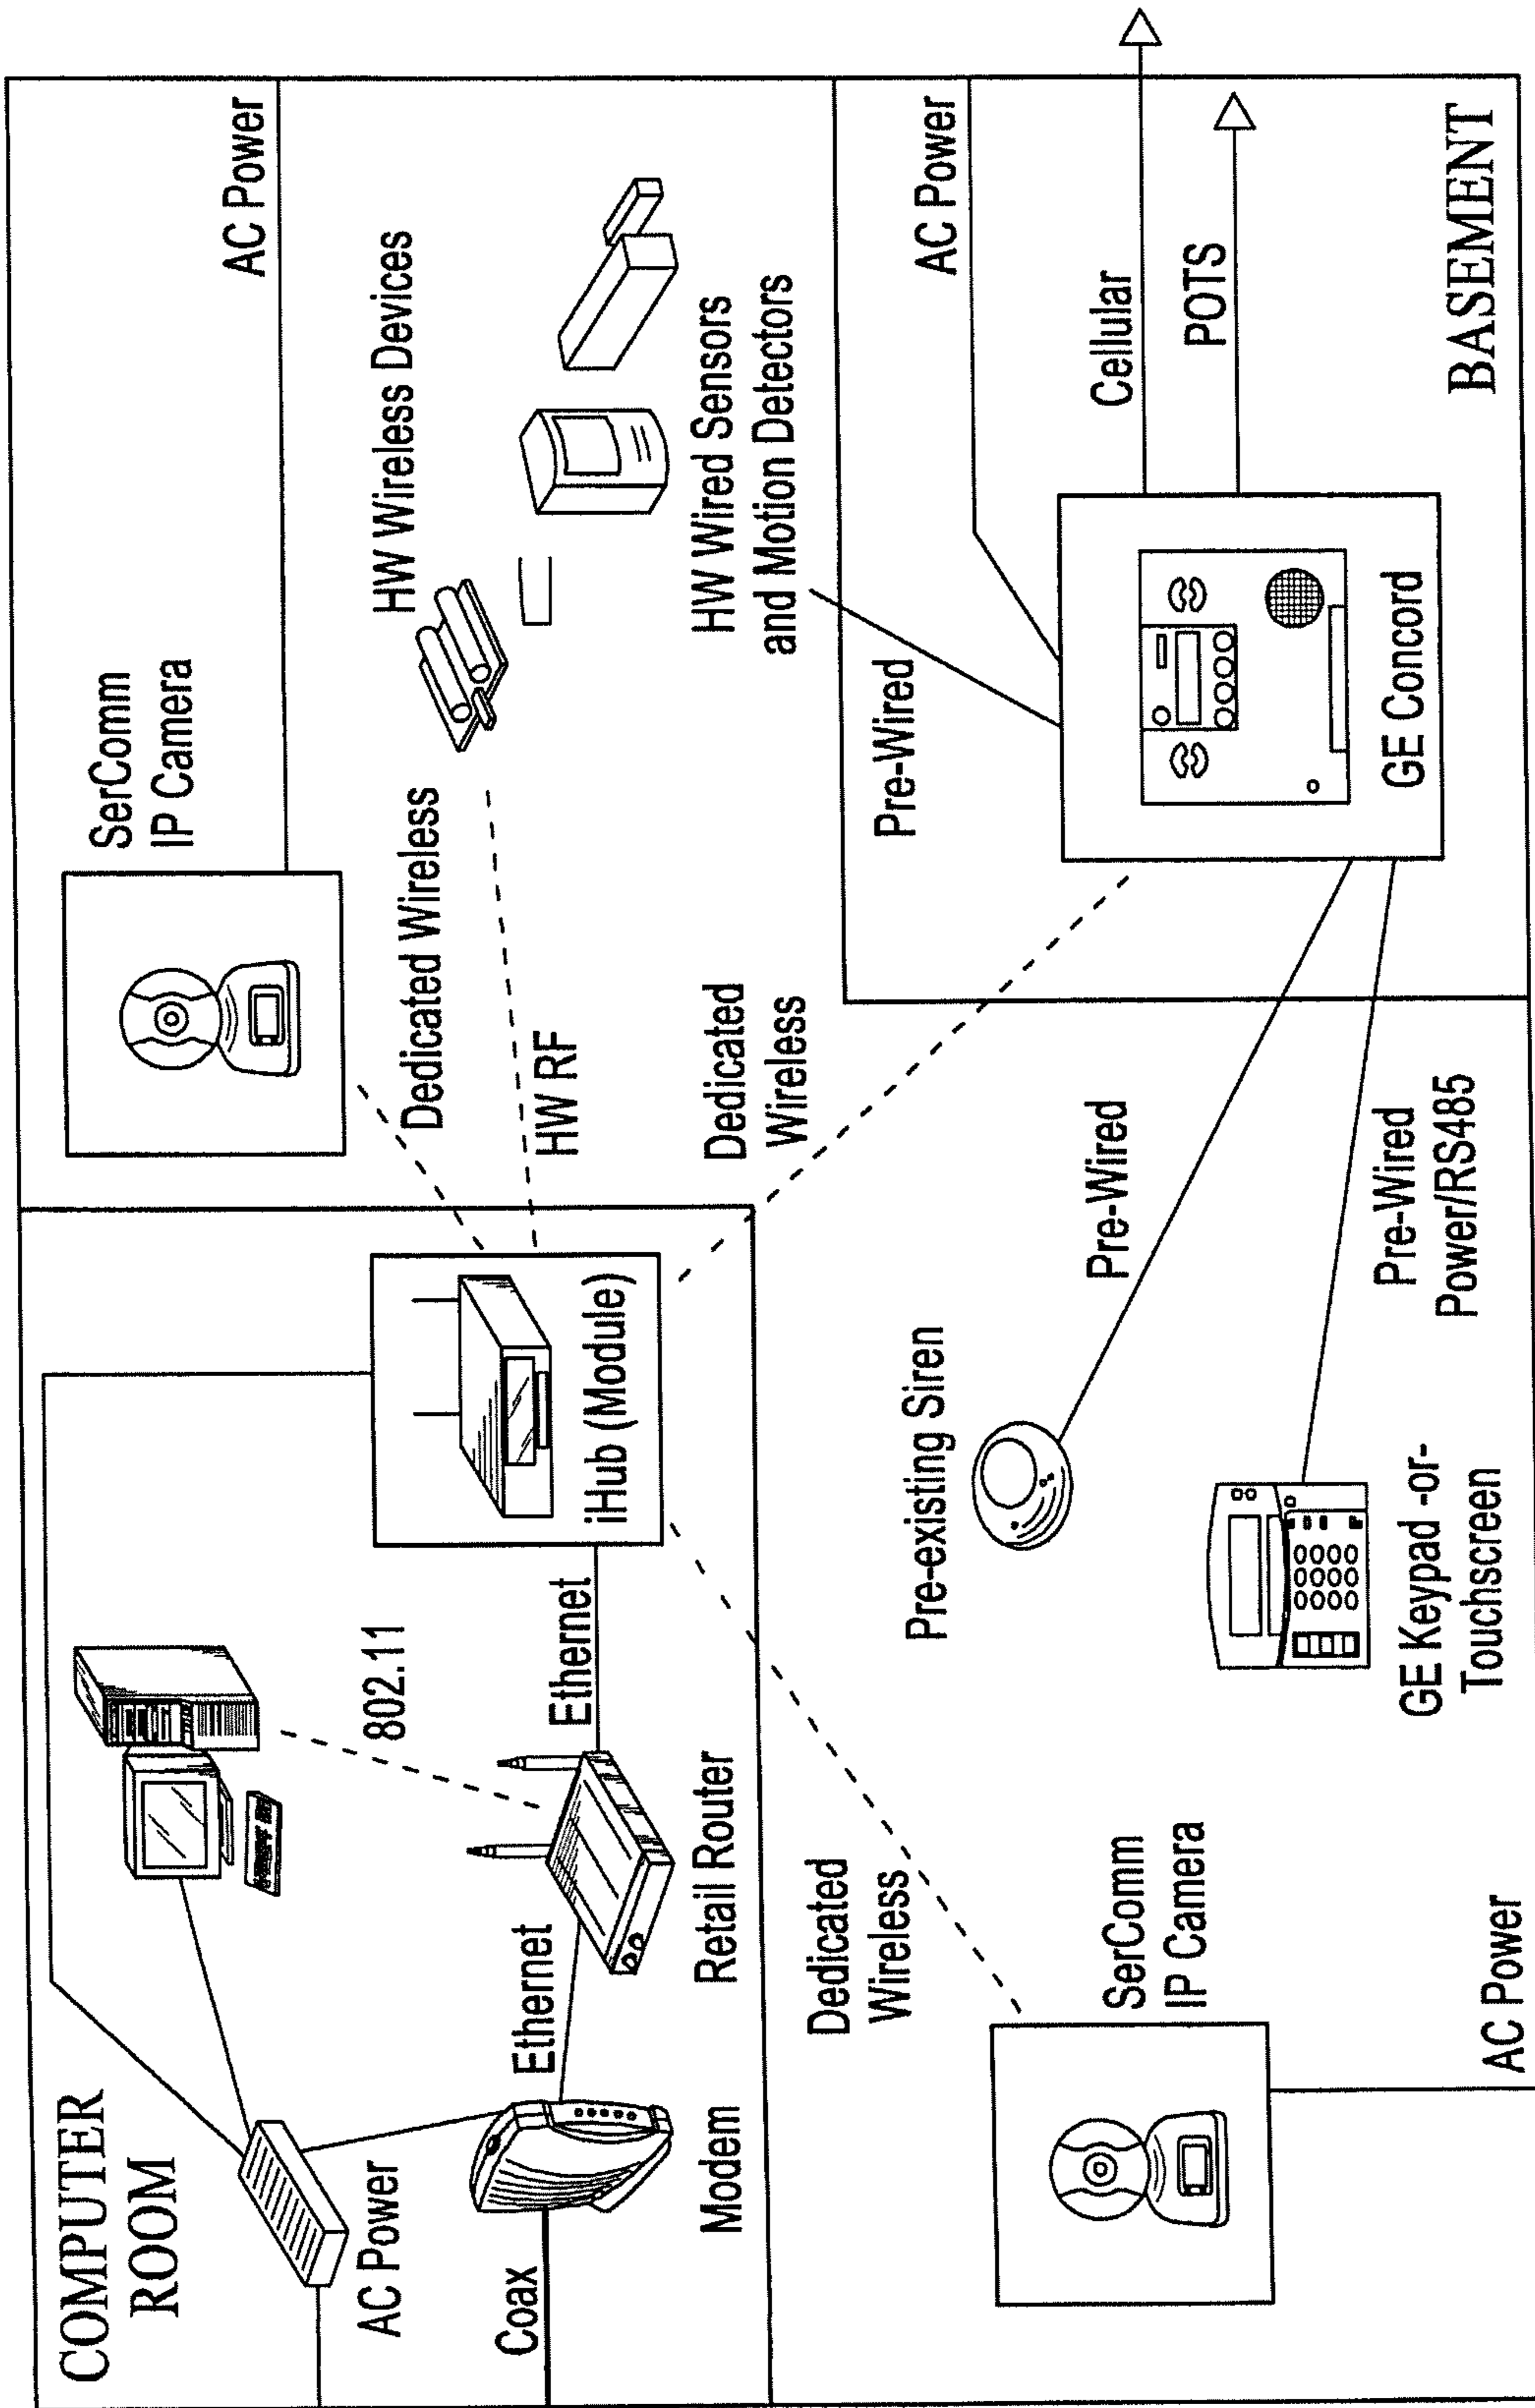 COMPUTER
ROOM
AC Power
Coax
Modem
Ethernet
Retail Router
802.11
Ethernet
iHub (Module)
SerComm
IP Camera
AC Power
Dedicated Wireless
HW RF
HW Wireless Devices
HW Wired Sensors
and Motion Detectors
Dedicated
Wireless
Dedicated
Wireless
SerComm
IP Camera
AC Power
Pre-existing Siren
Pre-Wired
GE Keypad -or-
Touchscreen
Pre-Wired
Power/RS485
Pre-Wired
AC Power
Cellular
POTS
GE Concord
BASEMENT